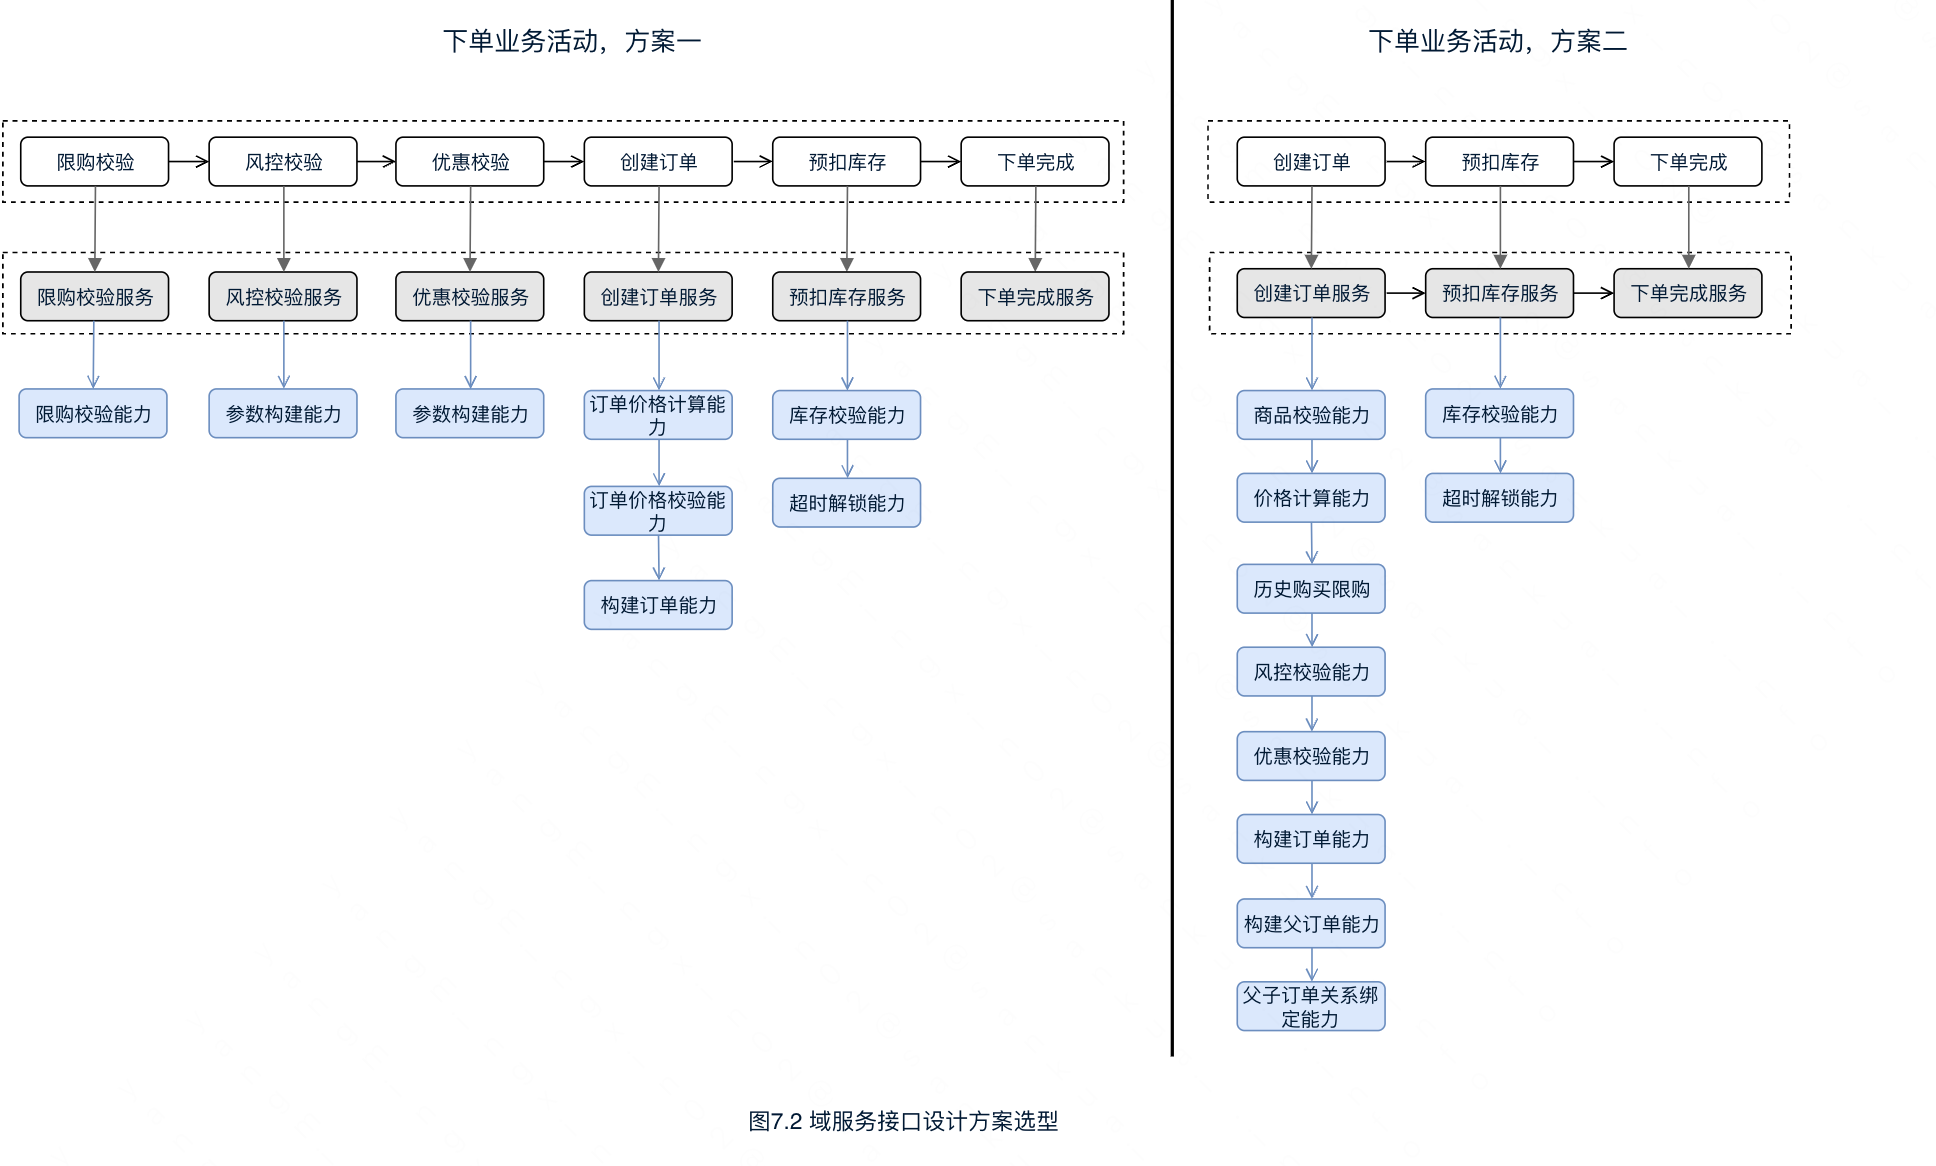 下单业务活动，方案一
限购校验
风控校验
优惠校验
创建订单
预扣库存
下单完成
限购校验服务
风控校验服务
优惠校验服务
创建订单服务
预扣库存服务
下单完成服务
限购校验能力
参数构建能力
参数构建能力
订单价格计算能
力
库存校验能力
订单价格校验能
力
超时解锁能力
构建订单能力
下单业务活动，方案二
创建订单
预扣库存
下单完成
创建订单服务
预扣库存服务
下单完成服务
商品校验能力
库存校验能力
价格计算能力
超时解锁能力
历史购买限购
风控校验能力
优惠校验能力
构建订单能力
构建父订单能力
父子订单关系绑
定能力
图7.2 域服务接口设计方案选型